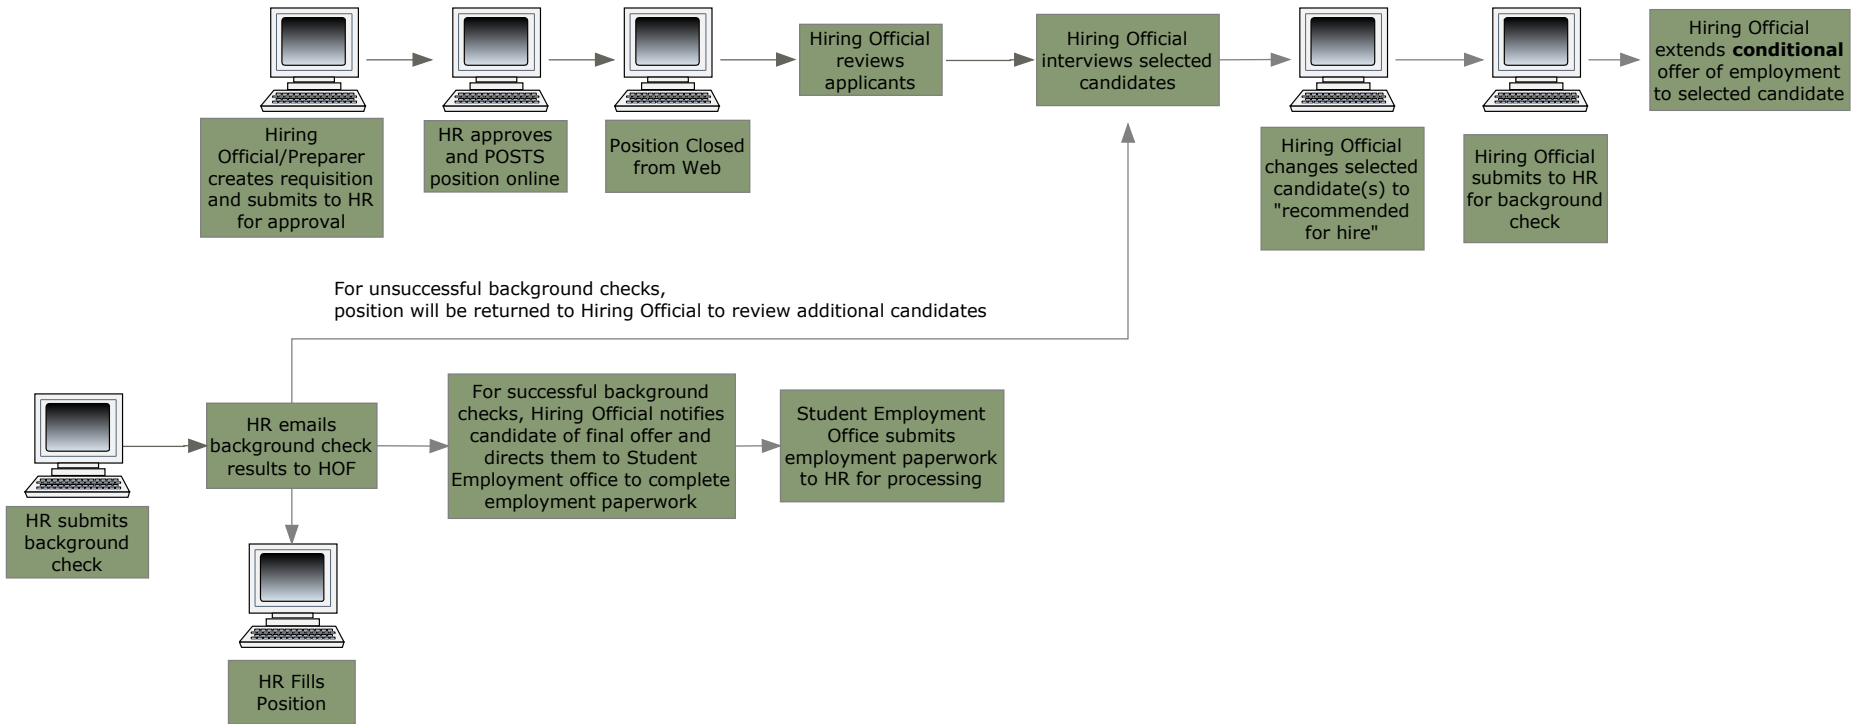 Hiring
Official/Preparer
creates requisition
and submits to HR
for approval
HR approves
and POSTS
position online
Position Closed
from Web
Hiring Official
reviews
applicants
Hiring Official
interviews selected
candidates
Hiring Official
changes selected
candidate(s) to
"recommended
for hire"
Hiring Official
submits to HR
for background
check
Hiring Official
extends conditional
offer of employment
to selected candidate
For unsuccessful background checks,
position will be returned to Hiring Official to review additional candidates
HR submits
background
check
HR emails
background check
results to HOF
For successful background
checks, Hiring Official notifies
candidate of final offer and
directs them to Student
Employment office to complete
employment paperwork
Student Employment
Office submits
employment paperwork
to HR for processing
HR Fills
Position